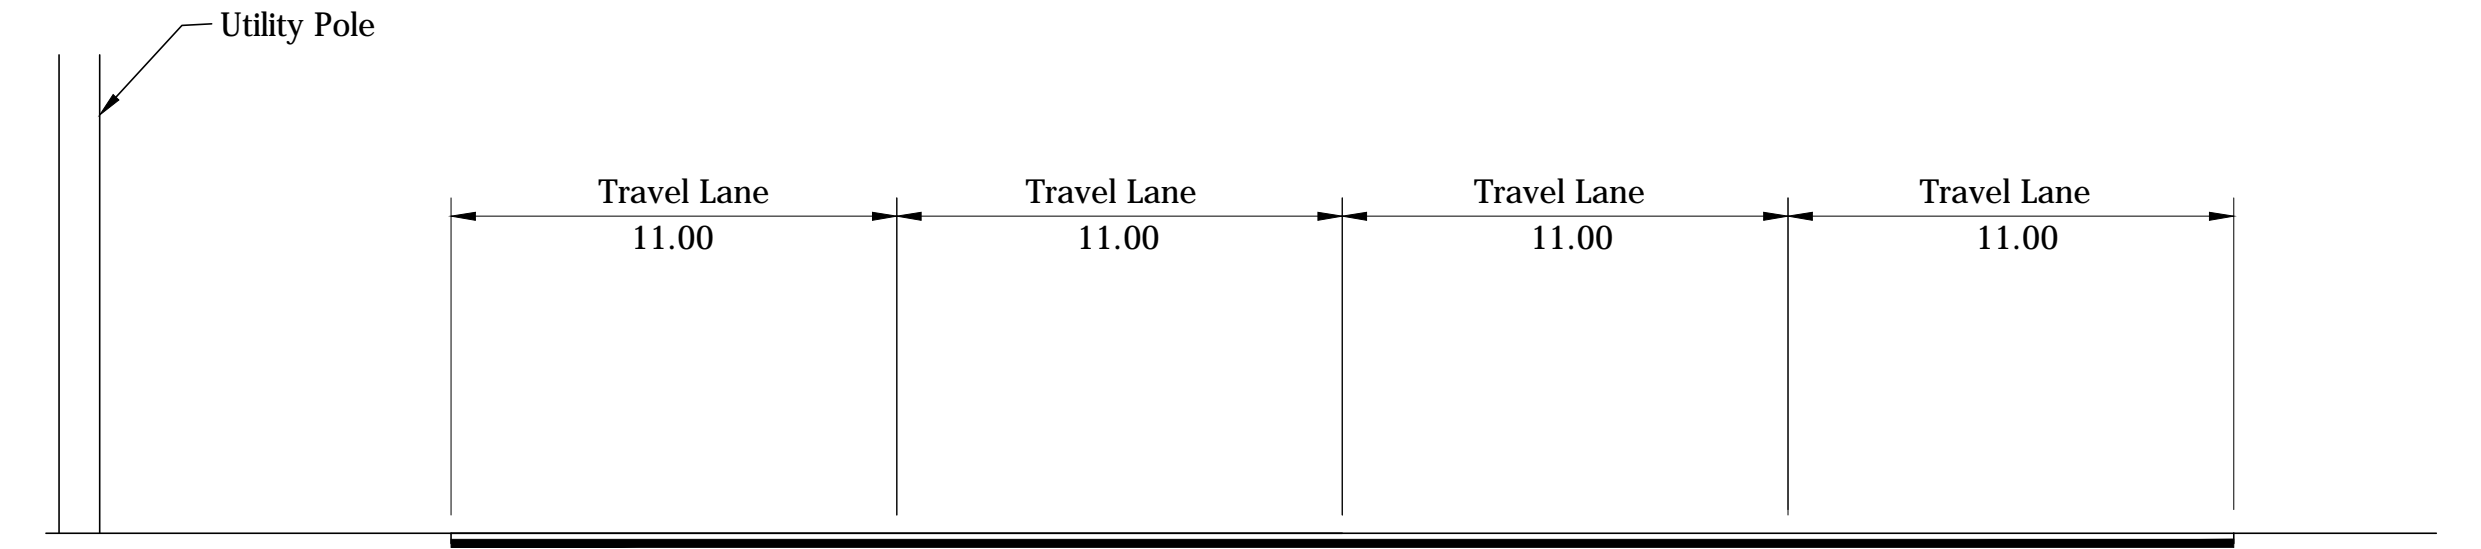 Utility Pole
Travel Lane Travel Lane Travel Lane Travel Lane
11.00 11.00 11.00 11.00